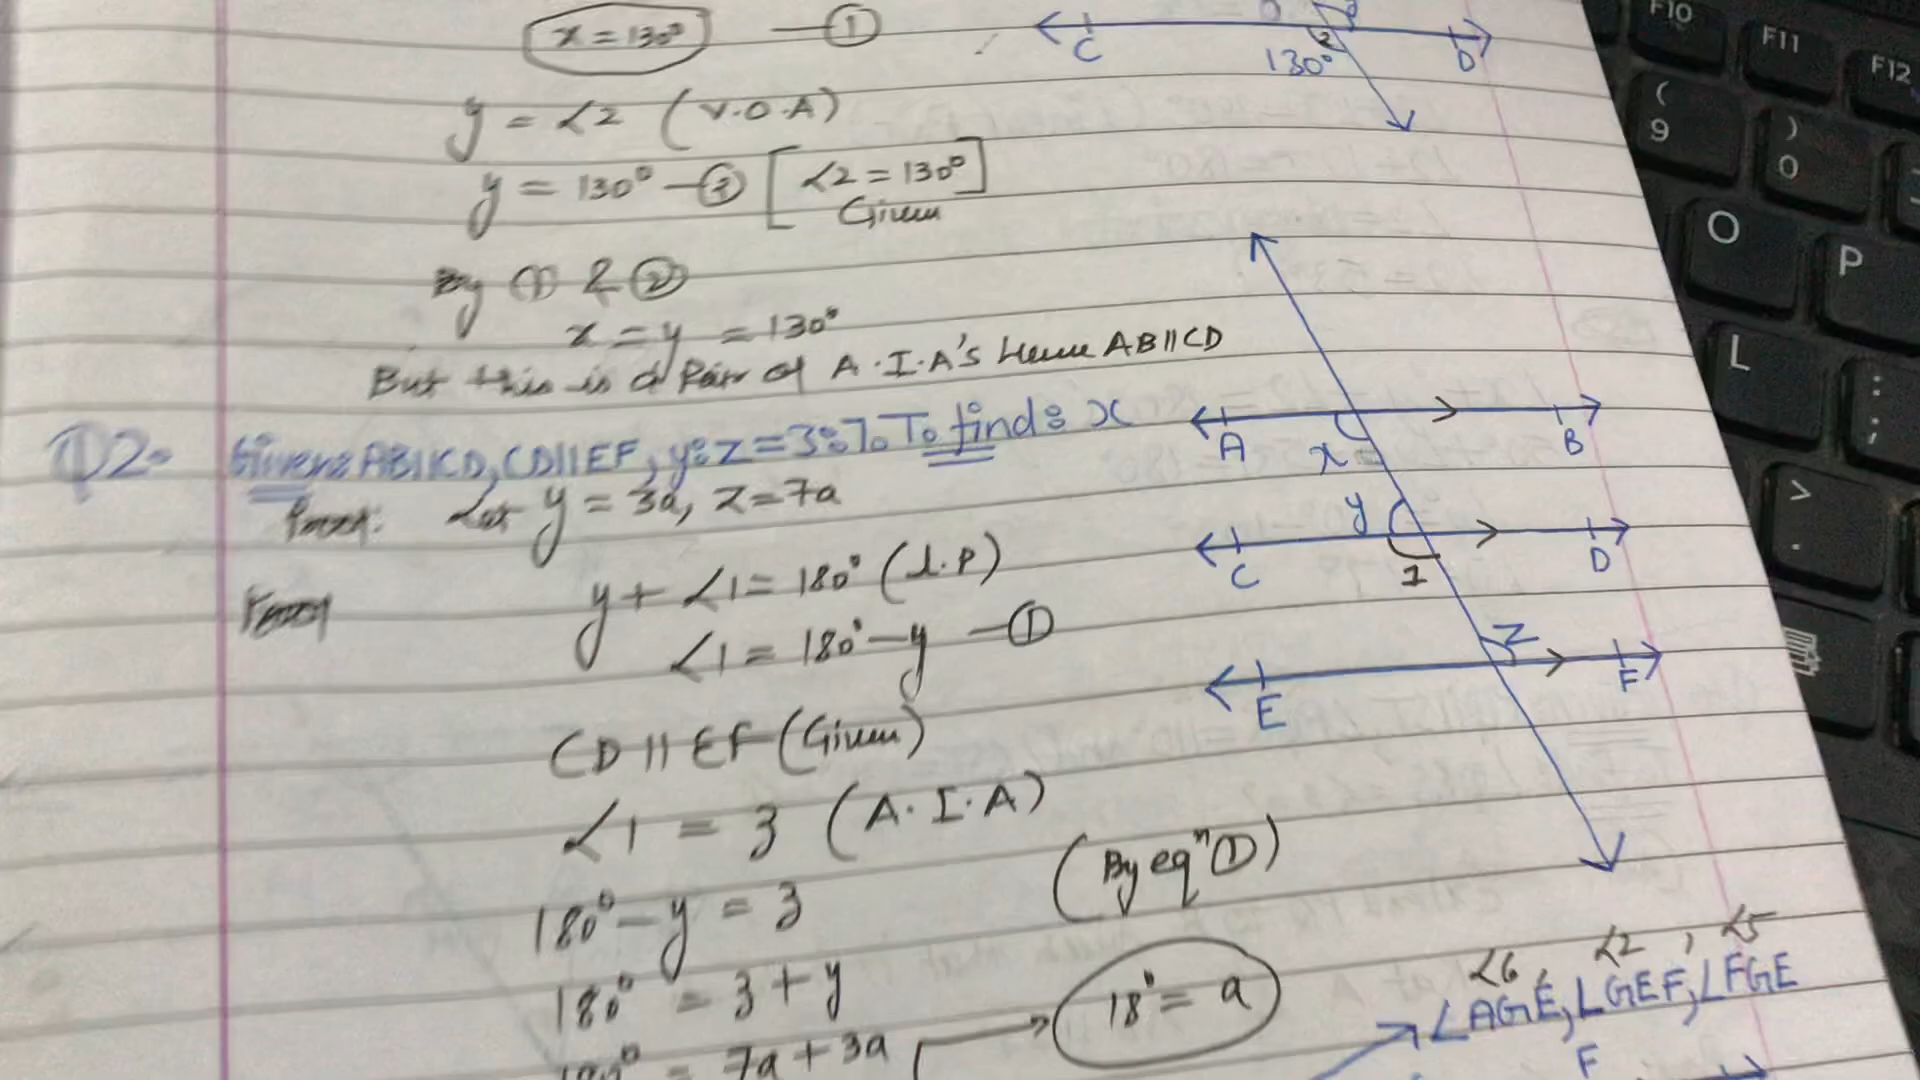 x = 130° — ①
C 2 130° D
y = ∠2 (V.O.A)
y = 130° — ② [∠2 = 130° Given]
By ① & ②
x = y = 130°
But this is a Pair of A.I.A's Hence AB||CD
Q2. Given: AB||CD, CD||EF, y:z=3:7. To find: x
Proof: Let y = 3a, z = 7a
y + ∠1 = 180° (L.P)
∠1 = 180° - y — ①
CD || EF (Given)
∠1 = z (A.I.A)
180° - y = z (By eqⁿ ①)
180° = z + y
180° = 7a + 3a
18° = a
A x B
C y 1 D
E z F
∠6, ∠2, ∠5
∠AGE, ∠GEF, ∠FGE
F
F10 F11 F12
( 9 ) 0
O P
L : ;
> .